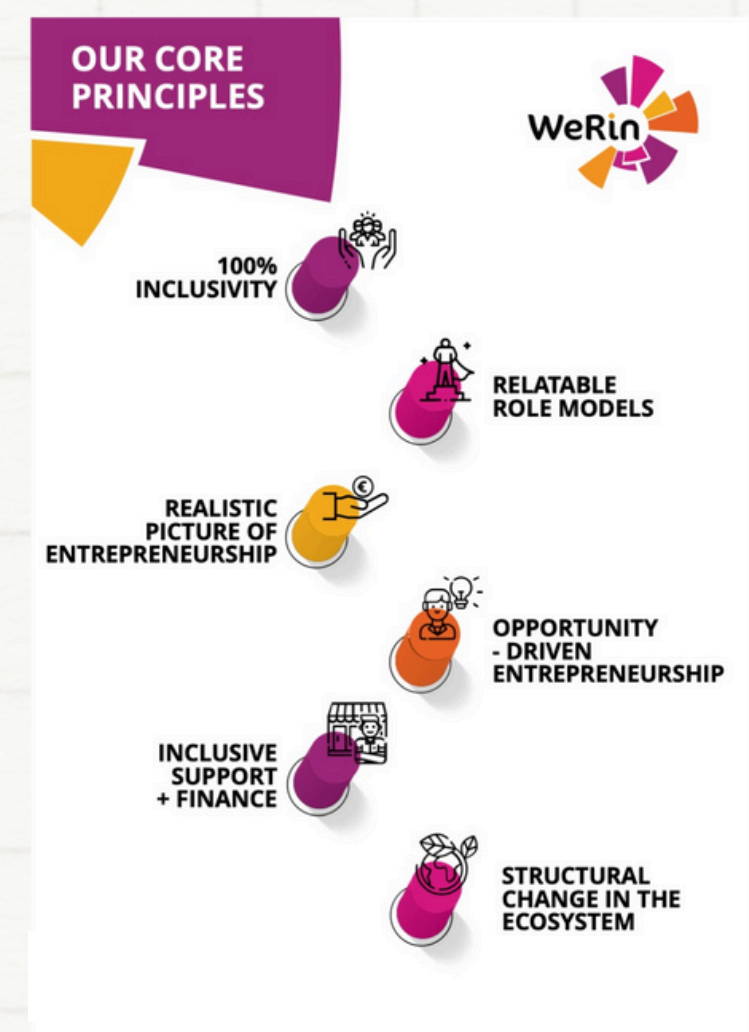 OUR CORE
PRINCIPLES
WeRin
100%
INCLUSIVITY
RELATABLE
ROLE MODELS
€
REALISTIC
PICTURE OF
ENTREPRENEURSHIP
OPPORTUNITY
- DRIVEN
ENTREPRENEURSHIP
INCLUSIVE
SUPPORT
+ FINANCE
STRUCTURAL
CHANGE IN THE
ECOSYSTEM